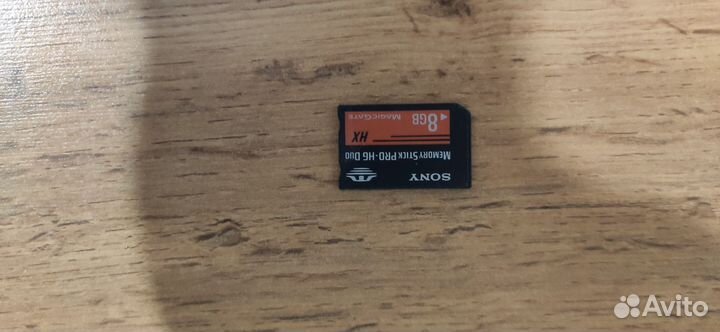 SONY
MEMORY STICK PRO-HG DUO
HX
8GB
MAGICGATE
Avito